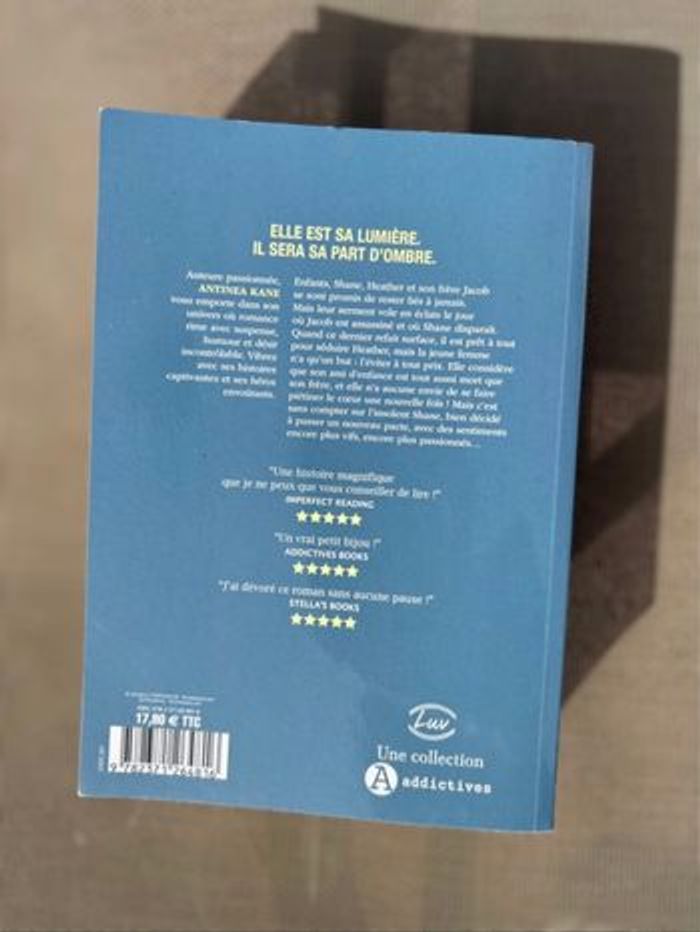 ELLE EST SA LUMIÈRE.
IL SERA SA PART D'OMBRE.
Auteure passionnée,
ANTINEA KANE
vous emporte dans son
univers où romance
rime avec suspense,
humour et désir
incontrôlable. Vibrez
avec ses histoires
captivantes et ses héros
envoûtants.
Enfants, Shane, Heather et son frère Jacob
se sont promis de rester liés à jamais.
Mais leur serment vole en éclats le jour
où Jacob est assassiné et où Shane disparaît.
Quand ce dernier refait surface, il est prêt à tout
pour séduire Heather, mais la jeune femme
n'a qu'un but : l'éviter à tout prix. Elle considère
que son ami d'enfance est tout aussi mort que
son frère, et elle n'a aucune envie de se faire
piétiner le cœur une nouvelle fois ! Mais c'est
sans compter sur l'insolent Shane, bien décidé
à passer un nouveau pacte, avec des sentiments
encore plus vifs, encore plus passionnés…
"Une histoire magnifique
que je ne peux que vous conseiller de lire !"
IMPERFECT READING
"Un vrai petit bijou !"
ADDICTIVES BOOKS
"J'ai dévoré ce roman sans aucune pause !"
STELLA'S BOOKS
17,80 € TTC
Luv
Une collection
A addictives